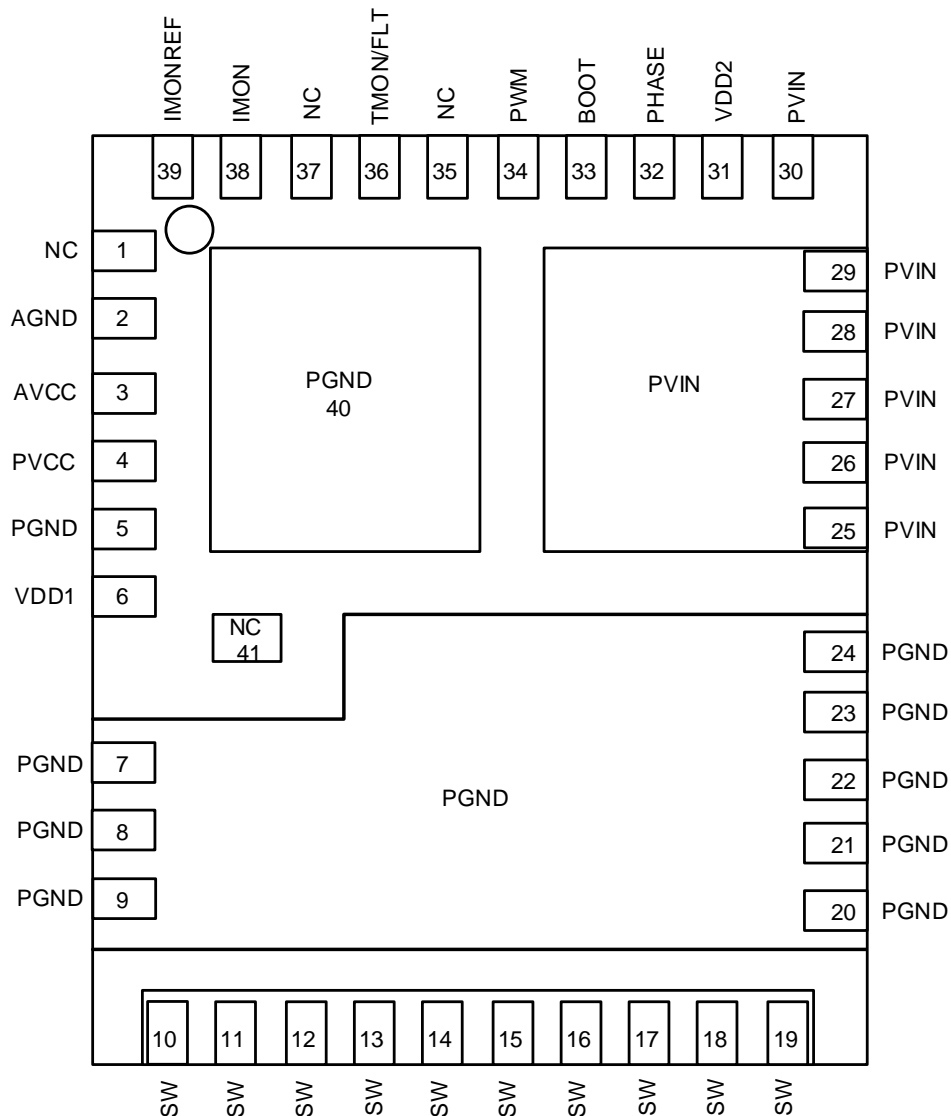 IMONREF
IMON
NC
TMON/FLT
NC
PWM
BOOT
PHASE
VDD2
PVIN
39
38
37
36
35
34
33
32
31
30
NC
1
AGND
2
AVCC
3
PVCC
4
PGND
5
VDD1
6
PGND
40
PVIN
29
PVIN
28
PVIN
27
PVIN
26
PVIN
25
PVIN
NC
41
24
PGND
23
PGND
22
PGND
21
PGND
20
PGND
PGND
7
PGND
8
PGND
9
PGND
10
11
12
13
14
15
16
17
18
19
SW
SW
SW
SW
SW
SW
SW
SW
SW
SW